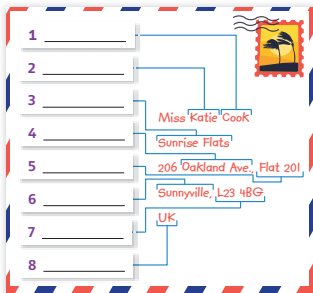 1
2
3
4
5
6
7
8
Miss Katie Cook
Sunrise Flats
206 Oakland Ave., Flat 201
Sunnyville, L23 4BG
UK